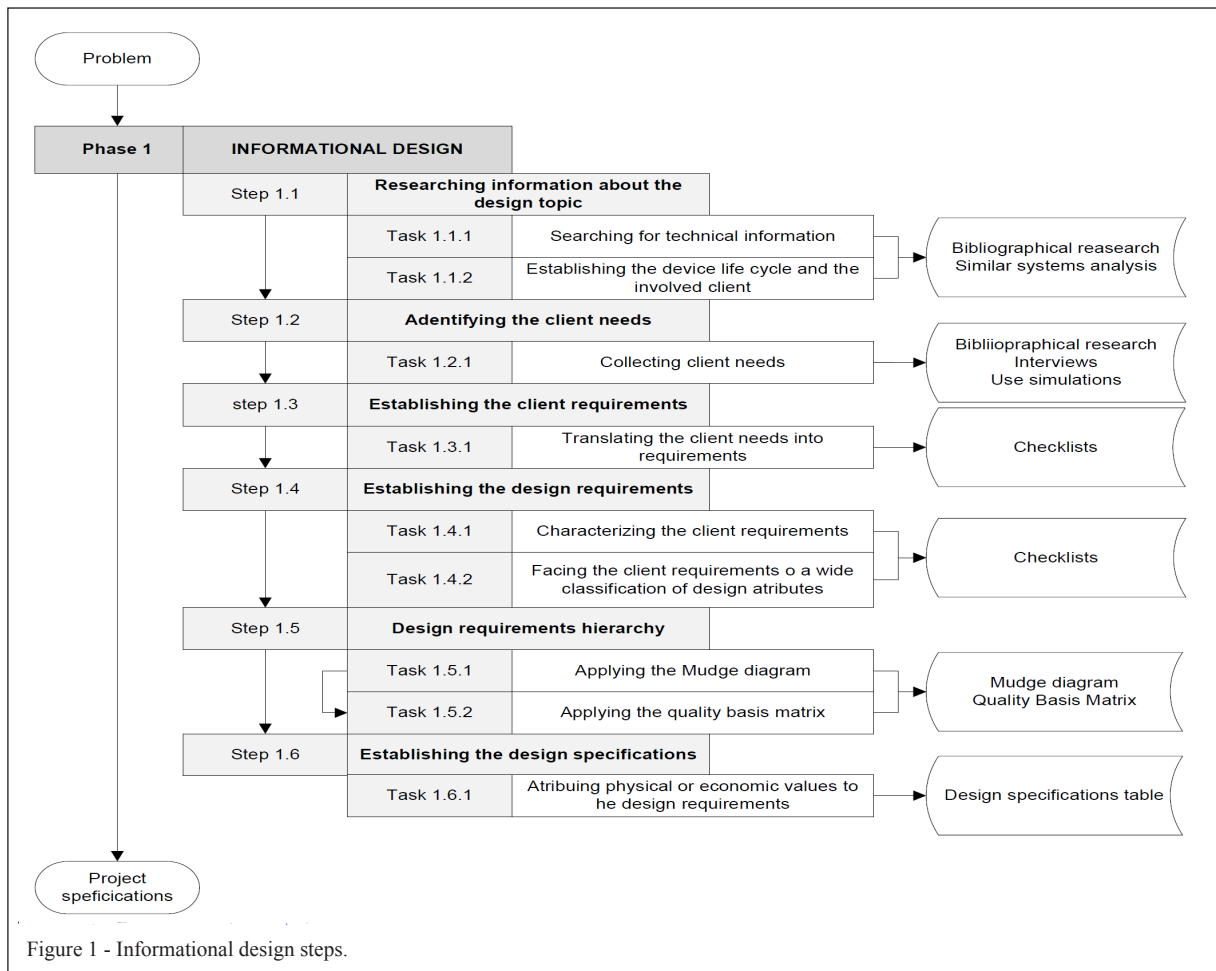 Problem
Phase 1
INFORMATIONAL DESIGN
Step 1.1
Researching information about the
design topic
Task 1.1.1
Searching for technical information
Task 1.1.2
Establishing the device life cycle and the
involved client
Bibliographical reasearch
Similar systems analysis
Step 1.2
Adentifying the client needs
Task 1.2.1
Collecting client needs
Bibliiopraphical research
Interviews
Use simulations
step 1.3
Establishing the client requirements
Task 1.3.1
Translating the client needs into
requirements
Checklists
Step 1.4
Establishing the design requirements
Task 1.4.1
Characterizing the client requirements
Task 1.4.2
Facing the client requirements o a wide
classification of design atributes
Checklists
Step 1.5
Design requirements hierarchy
Task 1.5.1
Applying the Mudge diagram
Task 1.5.2
Applying the quality basis matrix
Mudge diagram
Quality Basis Matrix
Step 1.6
Establishing the design specifications
Task 1.6.1
Atribuing physical or economic values to
he design requirements
Design specifications table
Project
speficications
Figure 1 - Informational design steps.